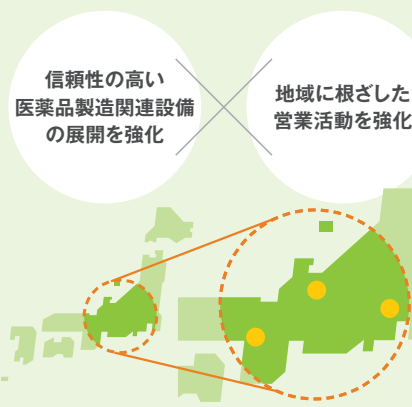 信頼性の高い
医薬品製造関連設備
の展開を強化
地域に根ざした
営業活動を強化